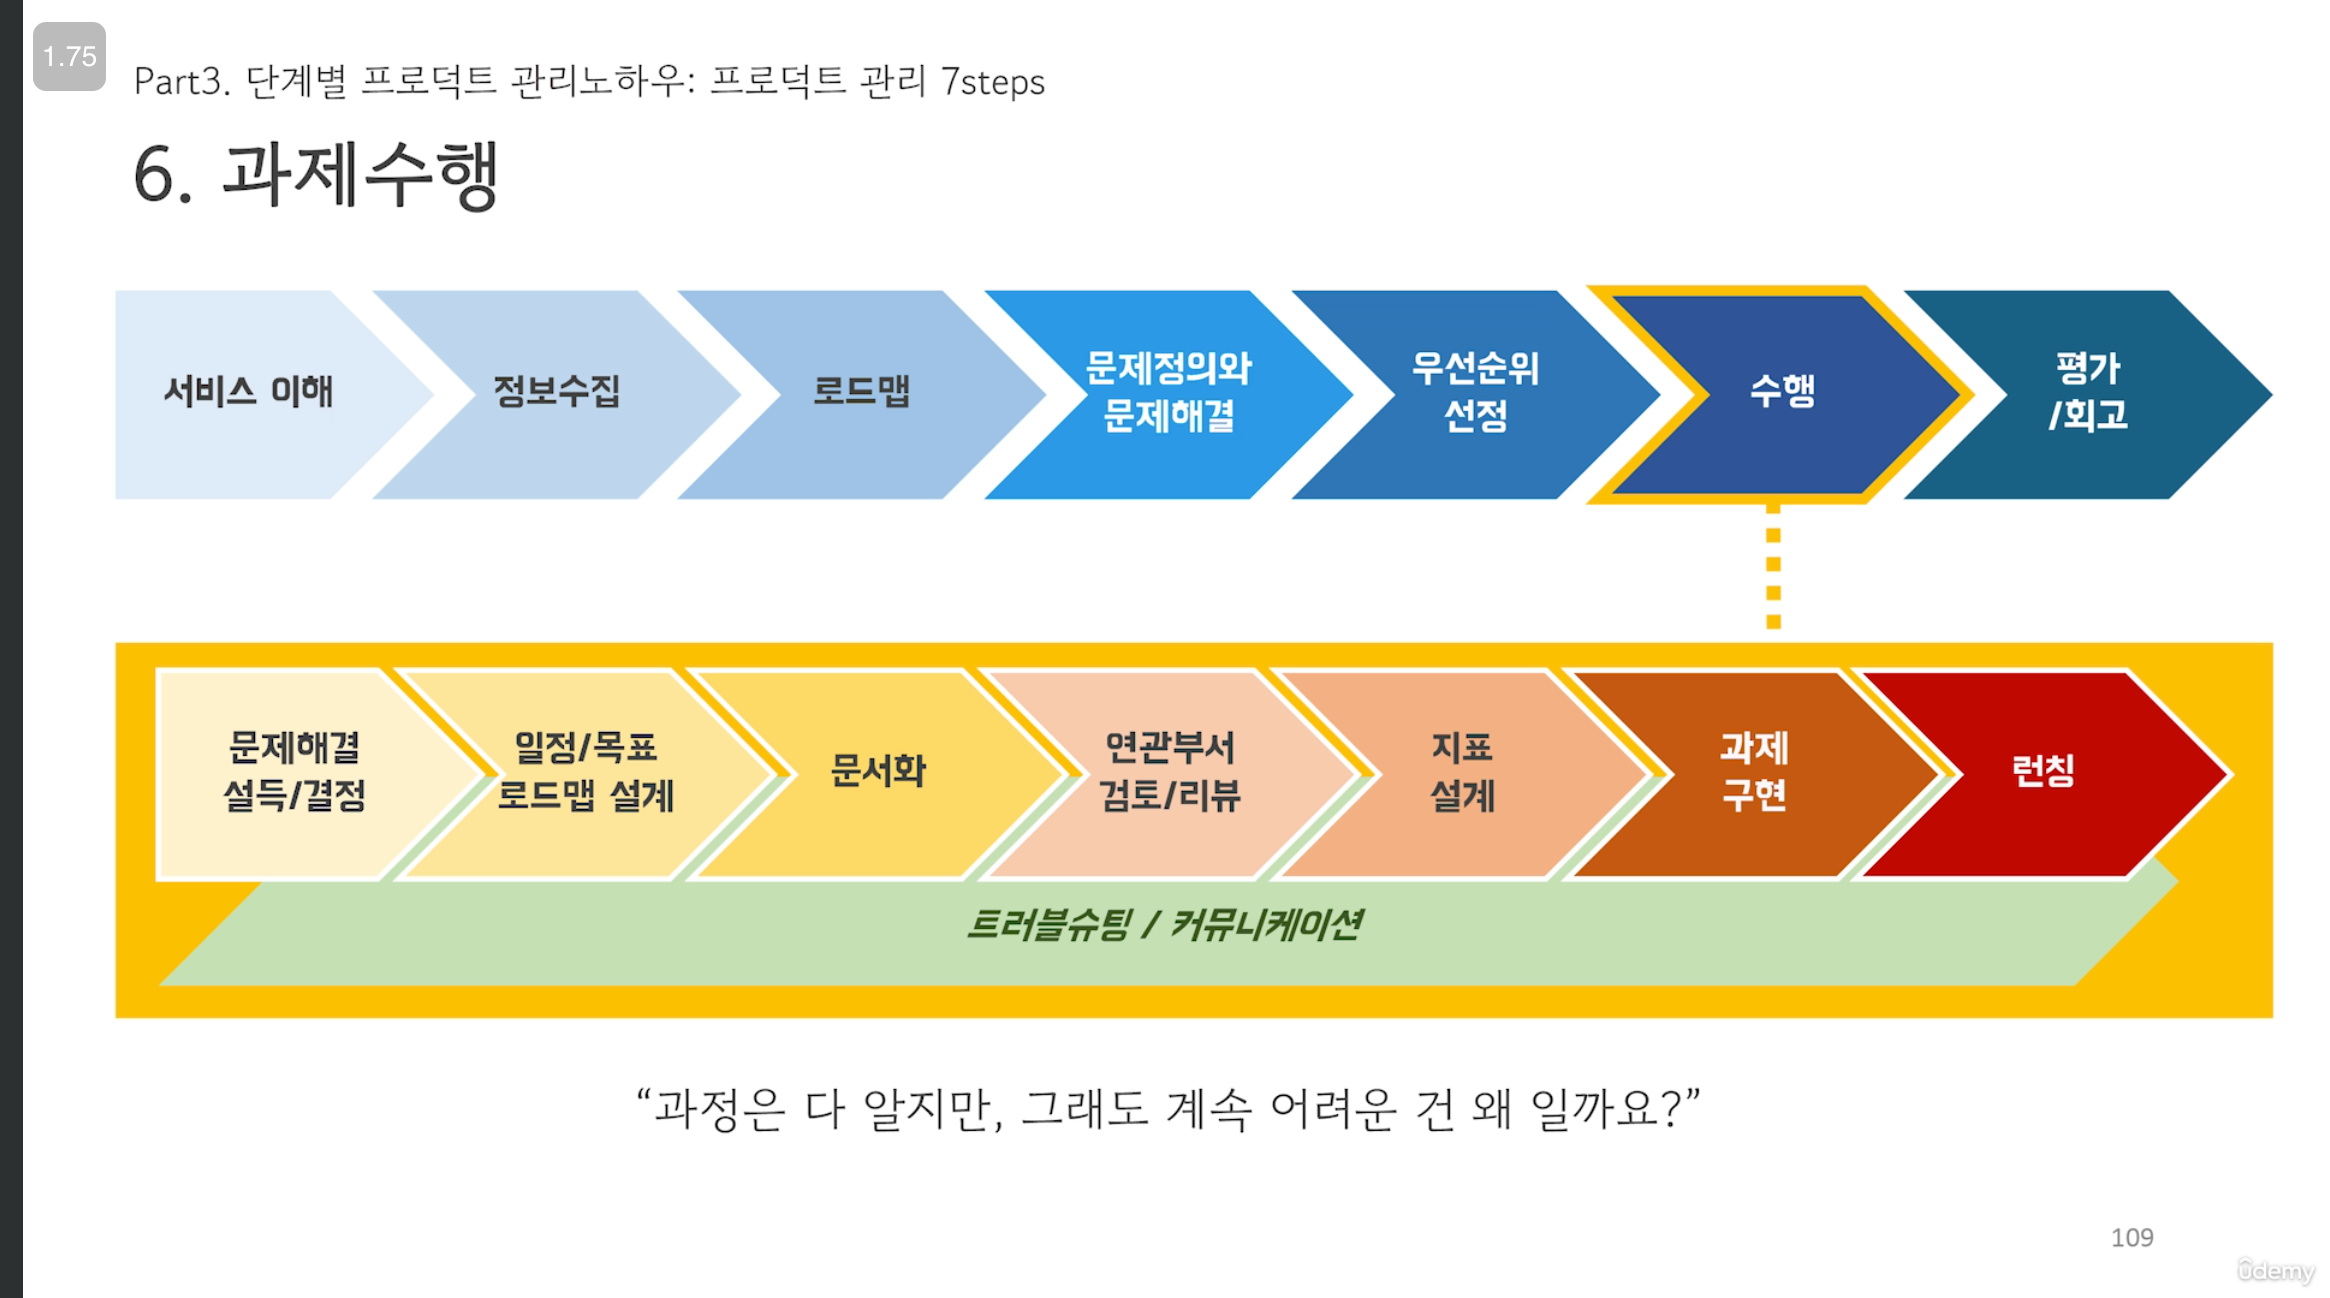 1.75
Part3. 단계별 프로덕트 관리노하우: 프로덕트 관리 7steps
6. 과제수행
서비스 이해
정보수집
로드맵
문제정의와
문제해결
우선순위
선정
수행
평가
/회고
문제해결
설득/결정
일정/목표
로드맵 설계
문서화
연관부서
검토/리뷰
지표
설계
과제
구현
런칭
트러블슈팅 / 커뮤니케이션
“과정은 다 알지만, 그래도 계속 어려운 건 왜 일까요?”
109
ûdemy